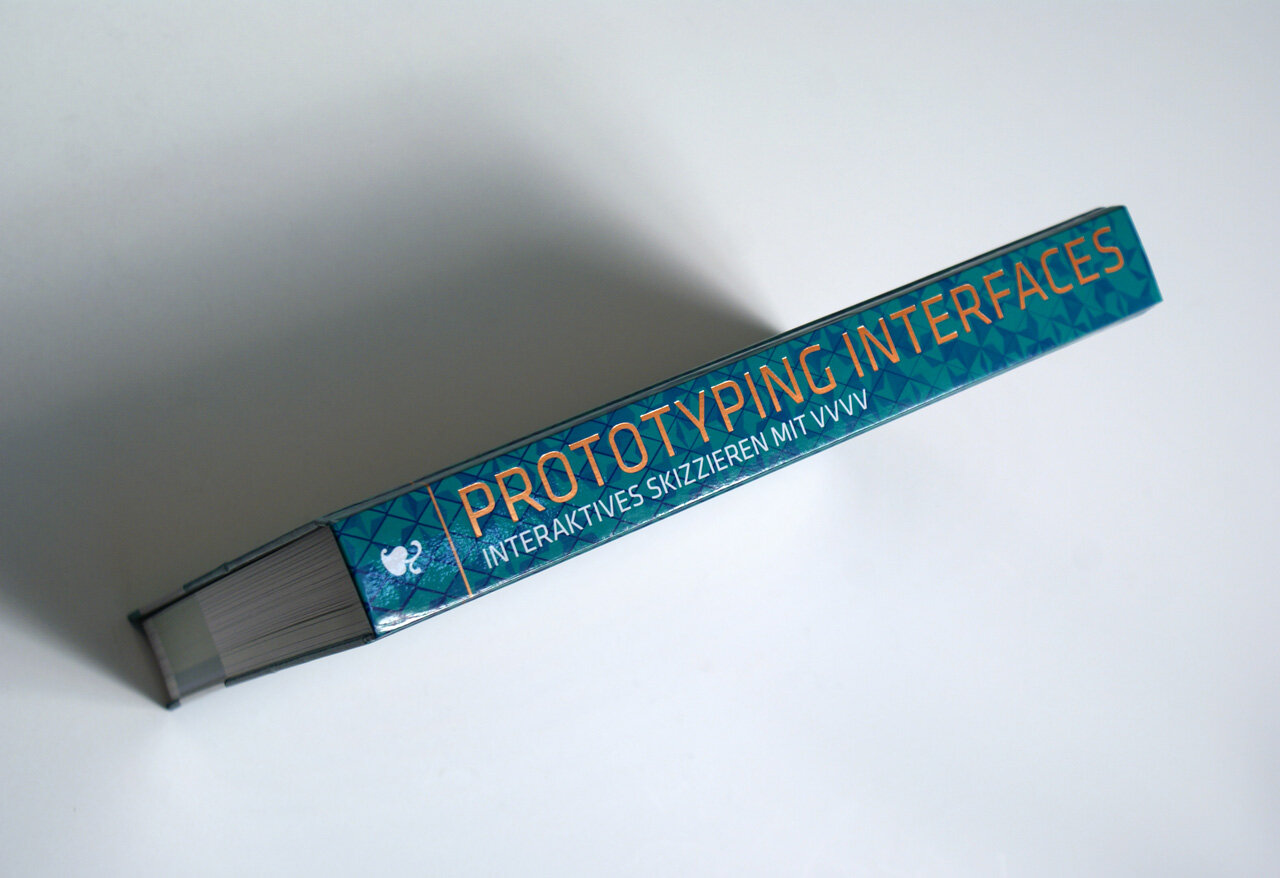 PROTOTYPING INTERFACES
INTERAKTIVES SKIZZIEREN MIT VVVV